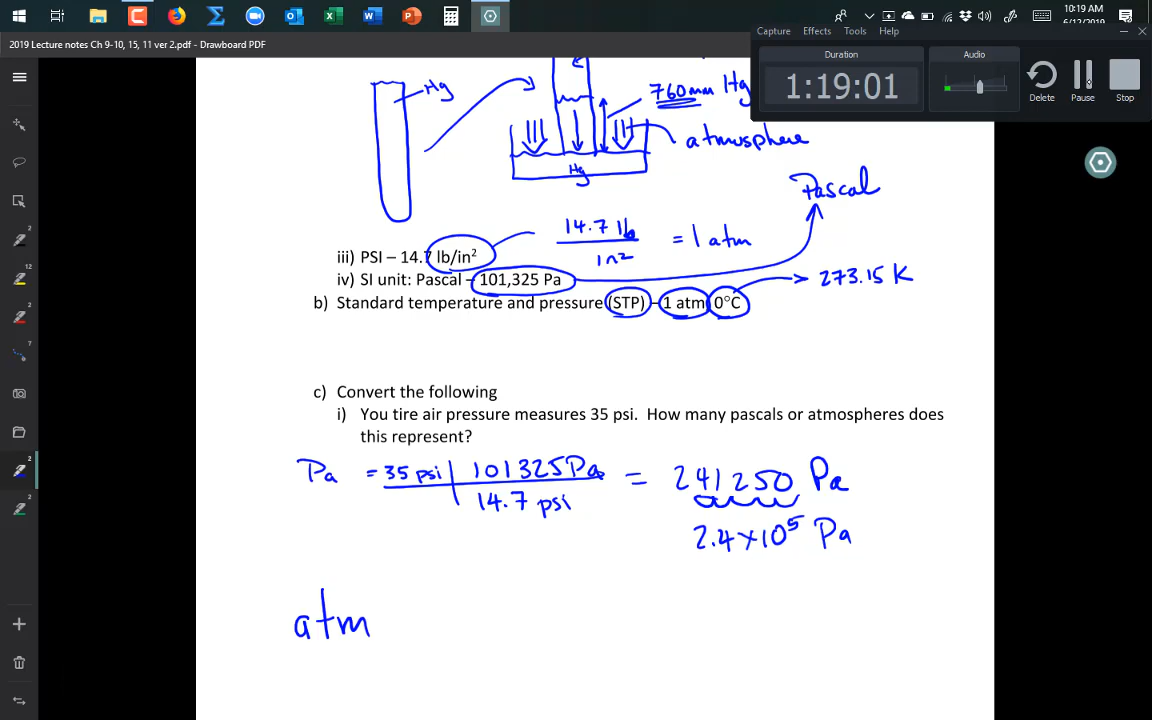 10:19 AM
6/12/2019
2019 Lecture notes Ch 9-10, 15, 11 ver 2.pdf - Drawboard PDF
Capture Effects Tools Help
Duration
Audio
1:19:01
Delete Pause Stop
Hg
760mm Hg
atmosphere
Hg
Pascal
14.7 lb
in²
= 1 atm
iii) PSI – 14.7 lb/in²
iv) SI unit: Pascal – 101,325 Pa
273.15 K
b) Standard temperature and pressure (STP) – 1 atm 0°C
c) Convert the following
i) You tire air pressure measures 35 psi. How many pascals or atmospheres does
this represent?
Pa = 35 psi | 101325 Pa = 241250 Pa
14.7 psi
2.4×10⁵ Pa
atm